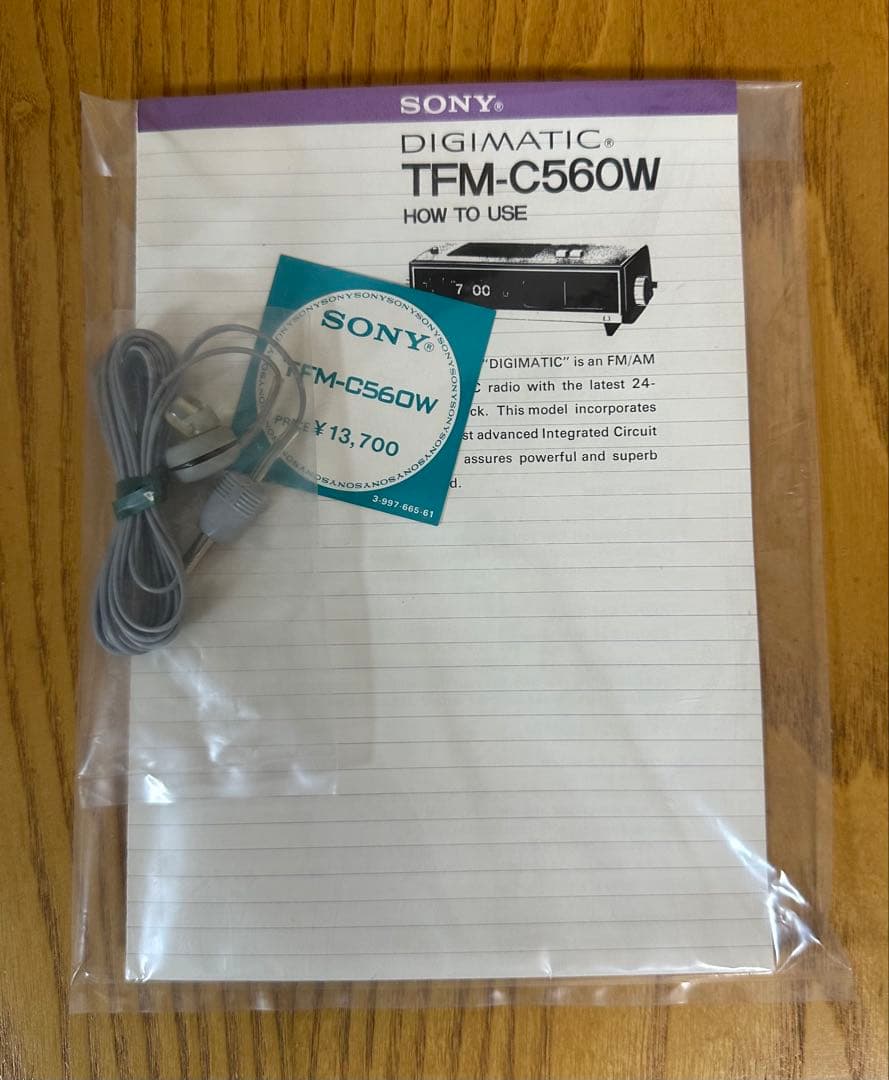 SONY®
DIGIMATIC®
TFM-C560W
HOW TO USE
7 00
"DIGIMATIC" is an FM/AM
radio with the latest 24-
This model incorporates
advanced Integrated Circuit
assures powerful and superb
SONYSONYSONYSONYSONYSONYSONYSONYSONYSONYSONY
SONY®
TFM-C560W
PRICE ¥13,700
3-997-665-61